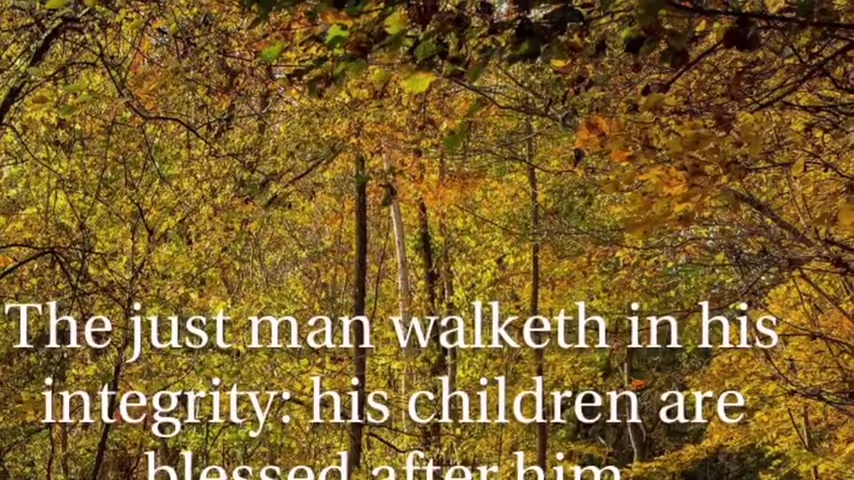 The just man walketh in his
integrity: his children are
blessed after him